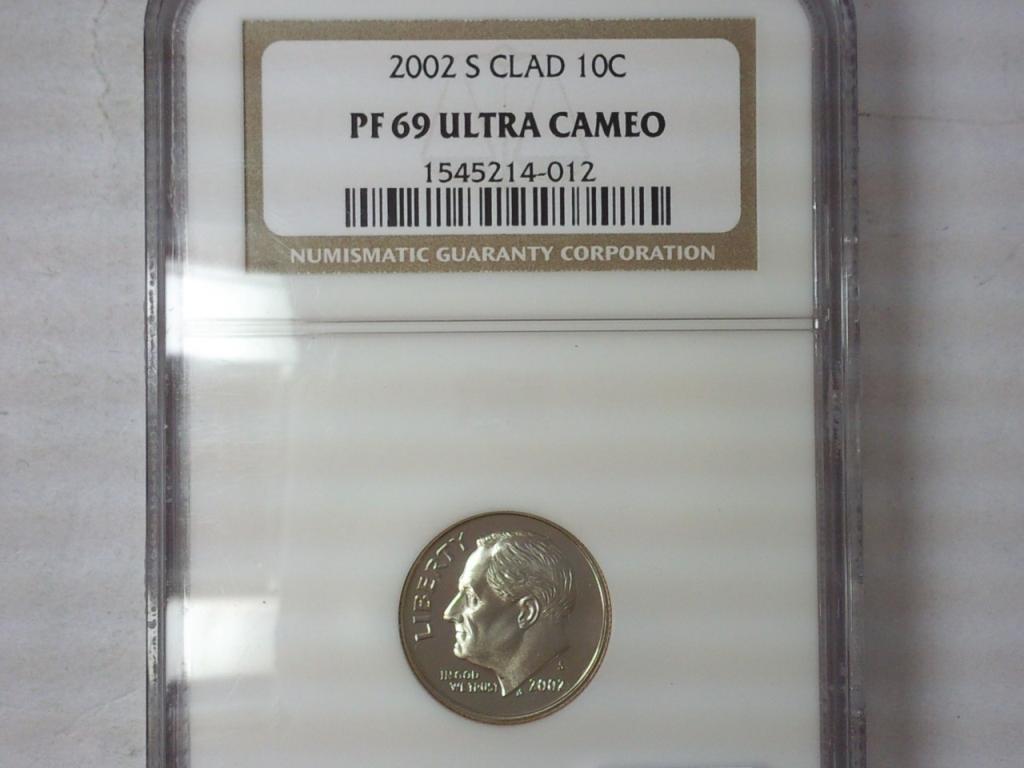 2002 S CLAD 10C
PF 69 ULTRA CAMEO
1545214-012
NUMISMATIC GUARANTY CORPORATION
LIBERTY
IN GOD
WE TRUST
S
2002